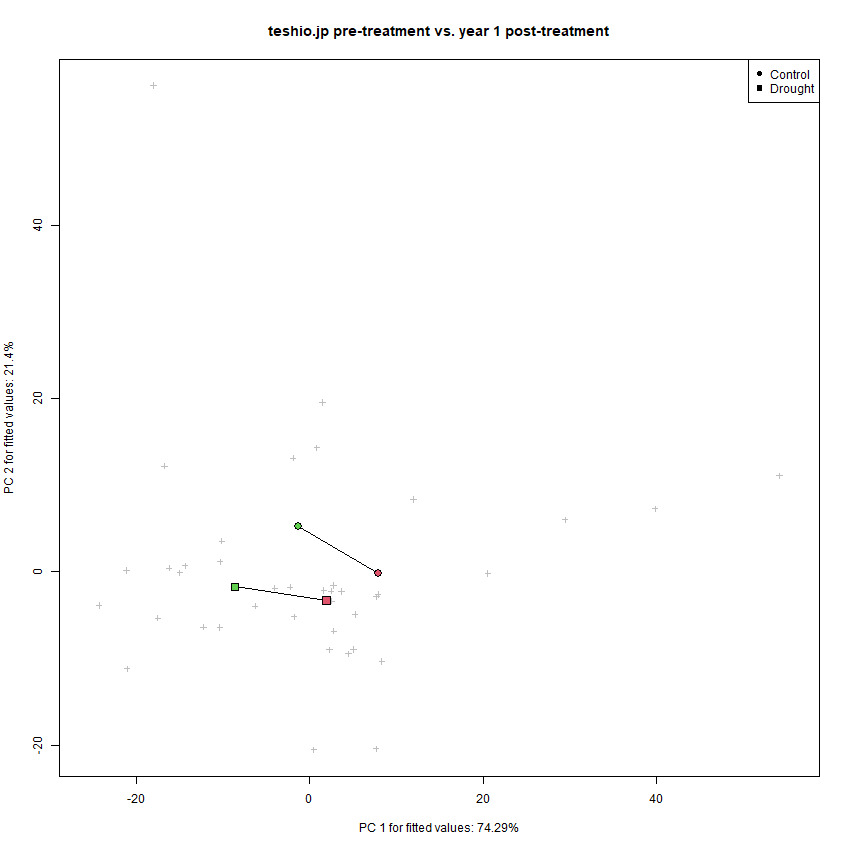 teshio.jp pre-treatment vs. year 1 post-treatment
Control
Drought
PC 2 for fitted values: 21.4%
40
20
0
-20
-20
0
20
40
PC 1 for fitted values: 74.29%